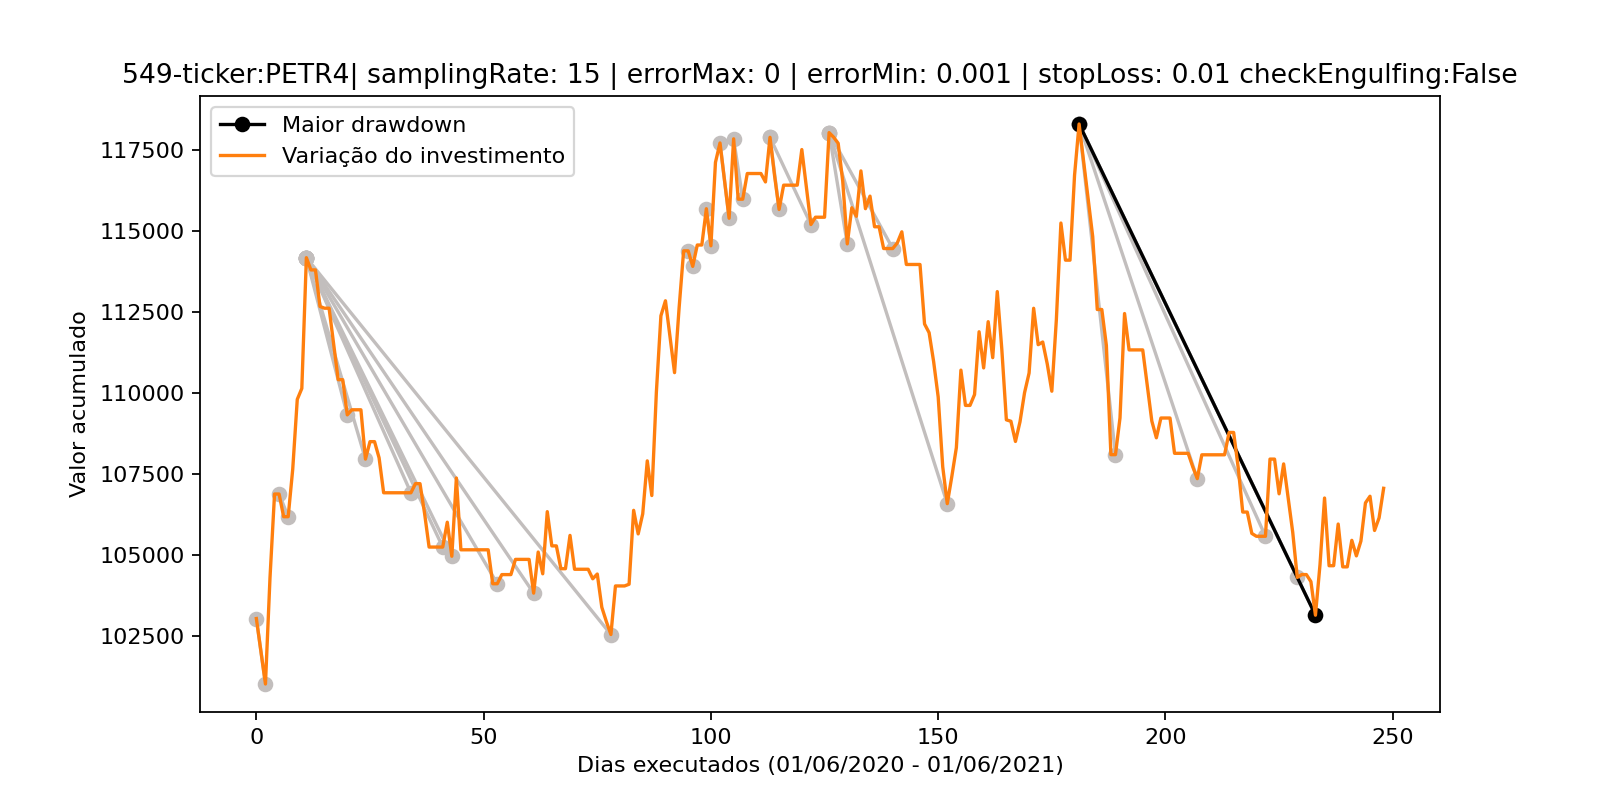 549-ticker:PETR4| samplingRate: 15 | errorMax: 0 | errorMin: 0.001 | stopLoss: 0.01 checkEngulfing:False
Maior drawdown
Variação do investimento
117500
115000
112500
110000
107500
105000
102500
Valor acumulado
0 50 100 150 200 250
Dias executados (01/06/2020 - 01/06/2021)